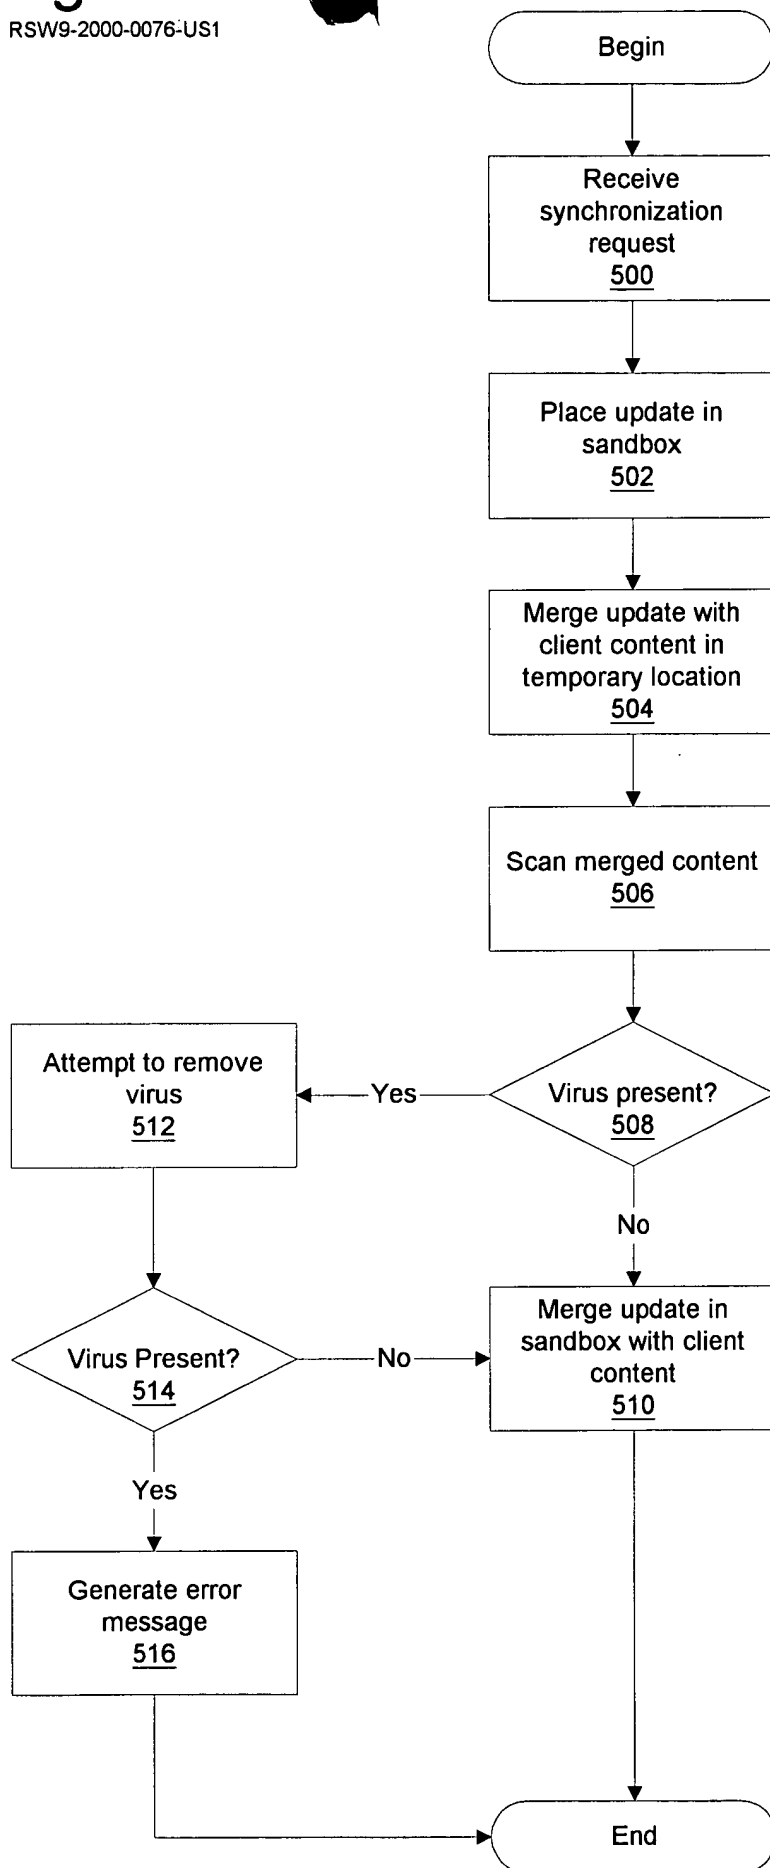 RSW9-2000-0076-US1
Begin
Receive
synchronization
request
500
Place update in
sandbox
502
Merge update with
client content in
temporary location
504
Scan merged content
506
Virus present?
508
Yes
Attempt to remove
virus
512
No
Merge update in
sandbox with client
content
510
Virus Present?
514
No
Yes
Generate error
message
516
End